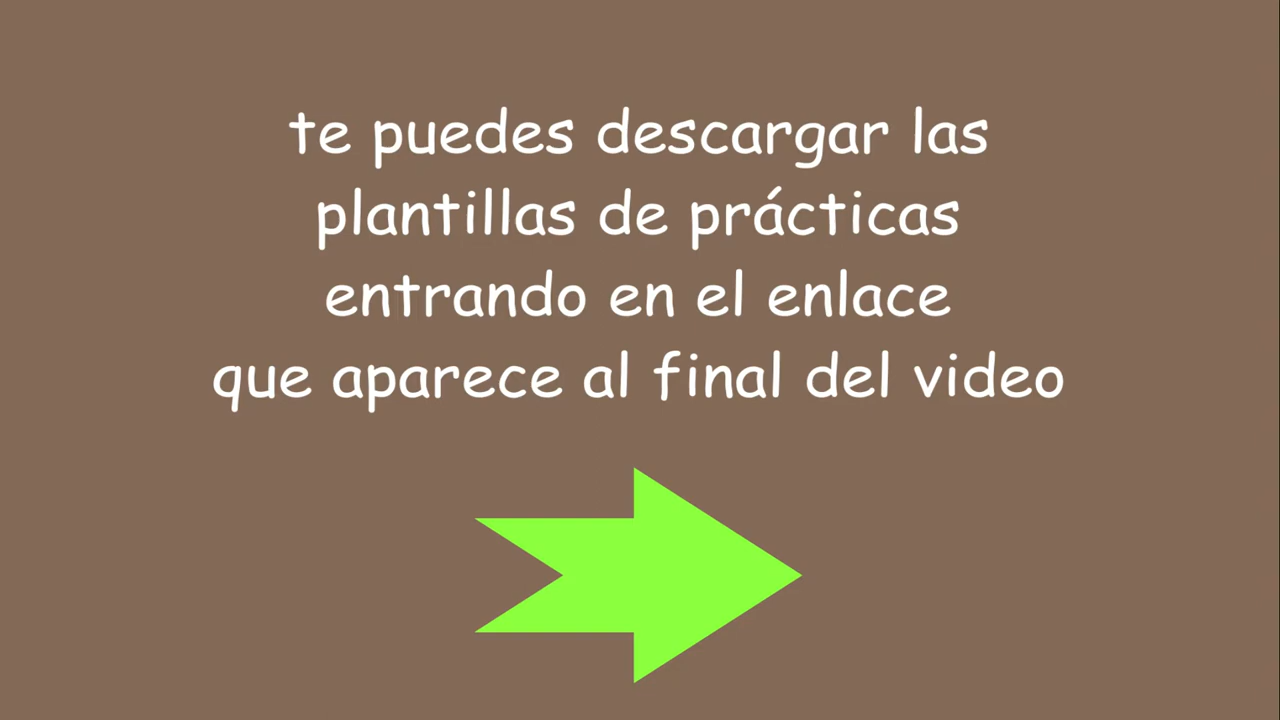 te puedes descargar las
plantillas de prácticas
entrando en el enlace
que aparece al final del video